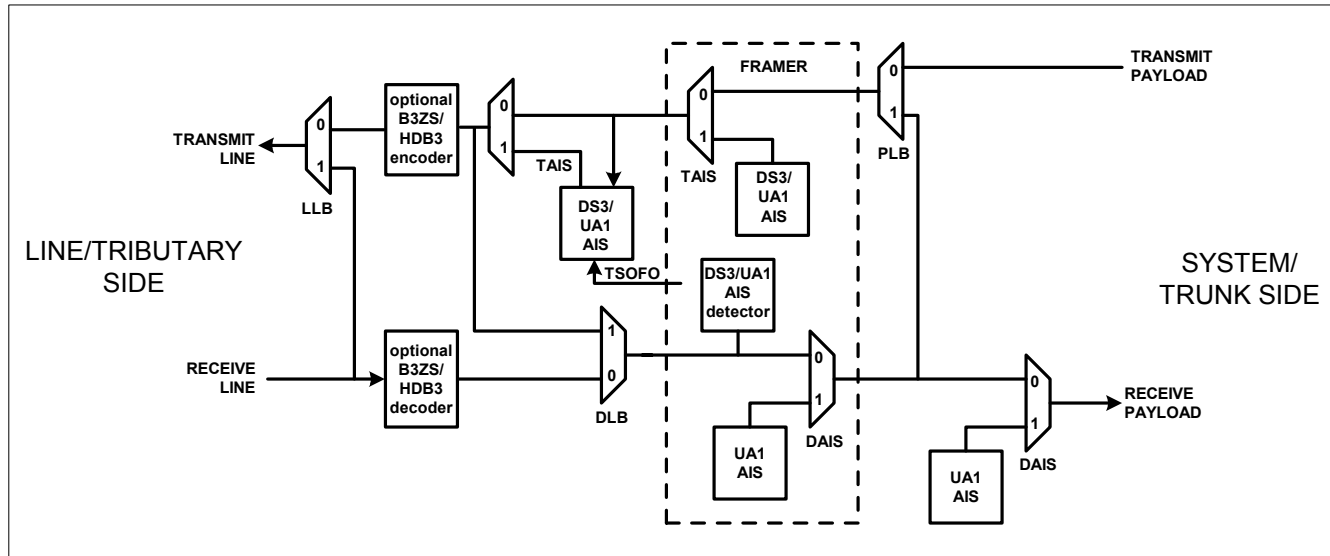 FRAMER
TRANSMIT
PAYLOAD
0
1
PLB
0
1
TAIS
DS3/
UA1
AIS
0
1
TAIS
DS3/
UA1
AIS
TSOFO
optional
B3ZS/
HDB3
encoder
0
1
LLB
TRANSMIT
LINE
LINE/TRIBUTARY
SIDE
SYSTEM/
TRUNK SIDE
DS3/UA1
AIS
detector
RECEIVE
LINE
optional
B3ZS/
HDB3
decoder
1
0
DLB
0
1
DAIS
UA1
AIS
0
1
DAIS
UA1
AIS
RECEIVE
PAYLOAD